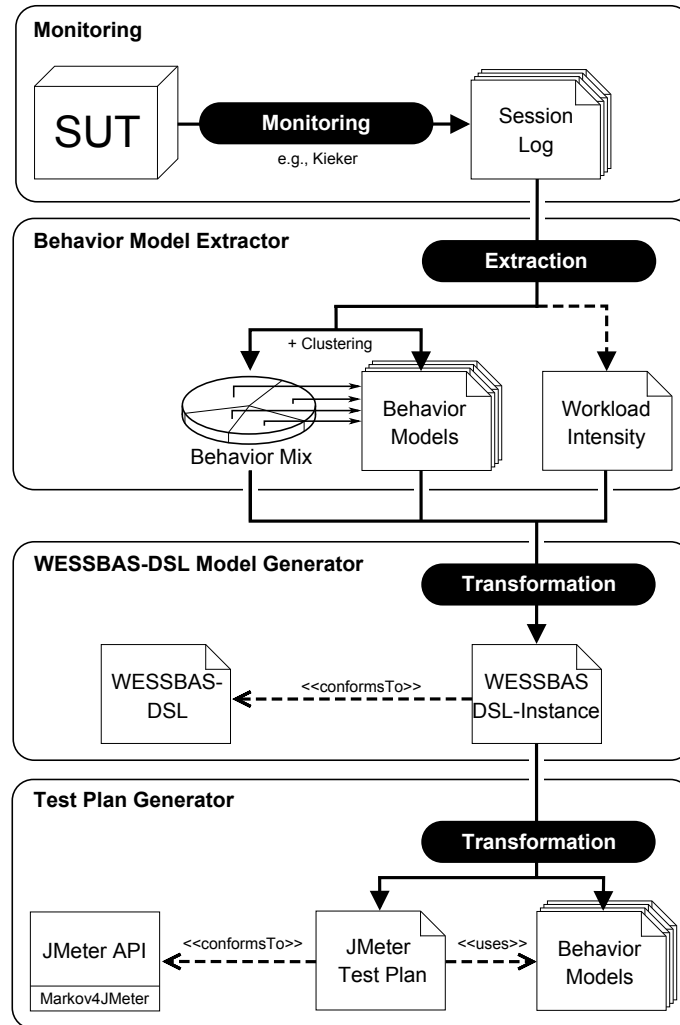 Monitoring
SUT
Monitoring
e.g., Kieker
Session
Log
Behavior Model Extractor
Extraction
+ Clustering
Behavior Mix
Behavior
Models
Workload
Intensity
WESSBAS-DSL Model Generator
Transformation
WESSBAS-
DSL
<<conformsTo>>
WESSBAS
DSL-Instance
Test Plan Generator
Transformation
JMeter API
Markov4JMeter
<<conformsTo>>
JMeter
Test Plan
<<uses>>
Behavior
Models